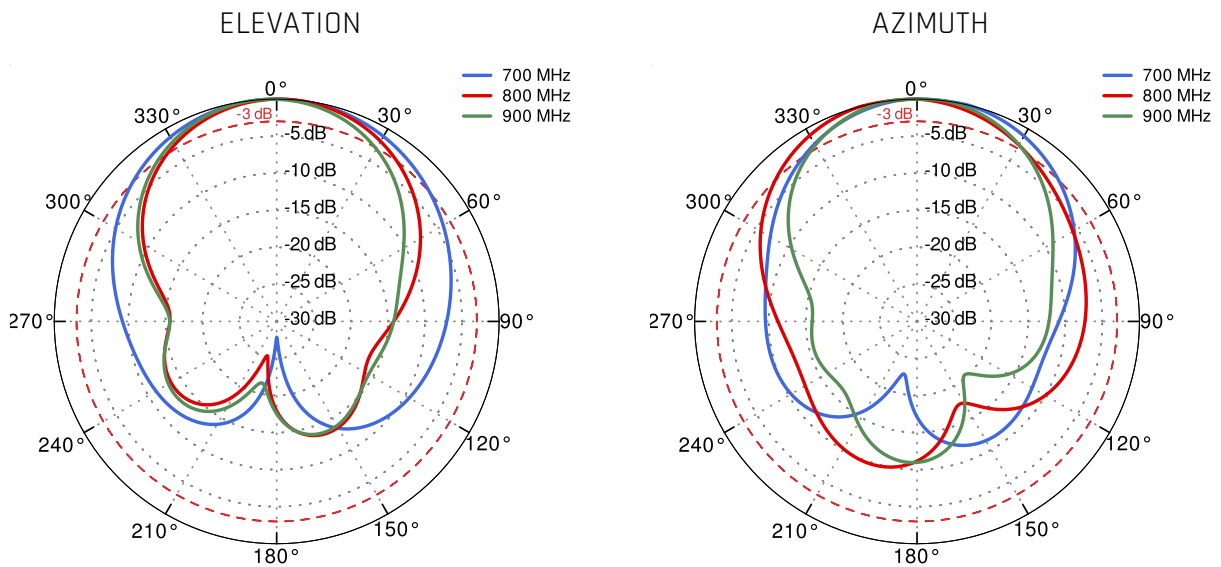 ELEVATION
700 MHz
800 MHz
900 MHz
0°
330°
-3 dB
30°
-5 dB
-10 dB
300°
60°
-15 dB
-20 dB
-25 dB
270°
-30 dB
90°
240°
120°
210°
150°
180°
AZIMUTH
700 MHz
800 MHz
900 MHz
0°
330°
-3 dB
30°
-5 dB
-10 dB
300°
60°
-15 dB
-20 dB
-25 dB
270°
-30 dB
90°
240°
120°
210°
150°
180°